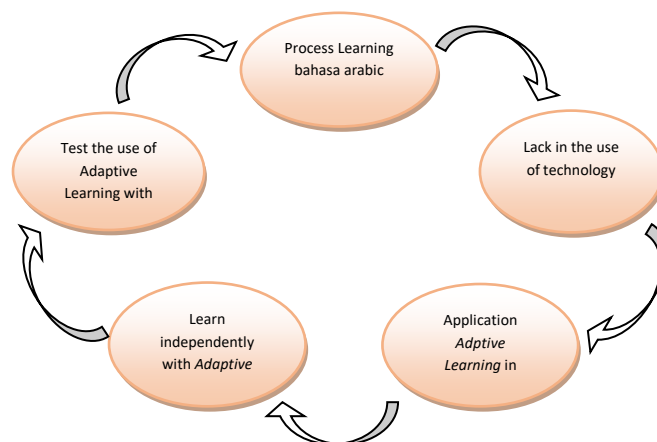 Process Learning
bahasa arabic
Lack in the use
of technology
Application
Adptive
Learning in
Learn
independently
with Adaptive
Test the use of
Adaptive
Learning with